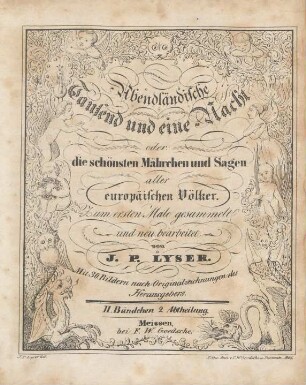 Abendländische
Tausend und eine Nacht
oder
die schönsten Mährchen und Sagen
aller
europäischen Völker.
Zum ersten Male gesammelt
und neu bearbeitet
von
J. P. LYSER.
Mit 30 Bildern nach Originalzeichnungen des
Herausgebers.
II. Bändchen 2. Abtheilung.
Meissen,
bei F. W. Goedsche.